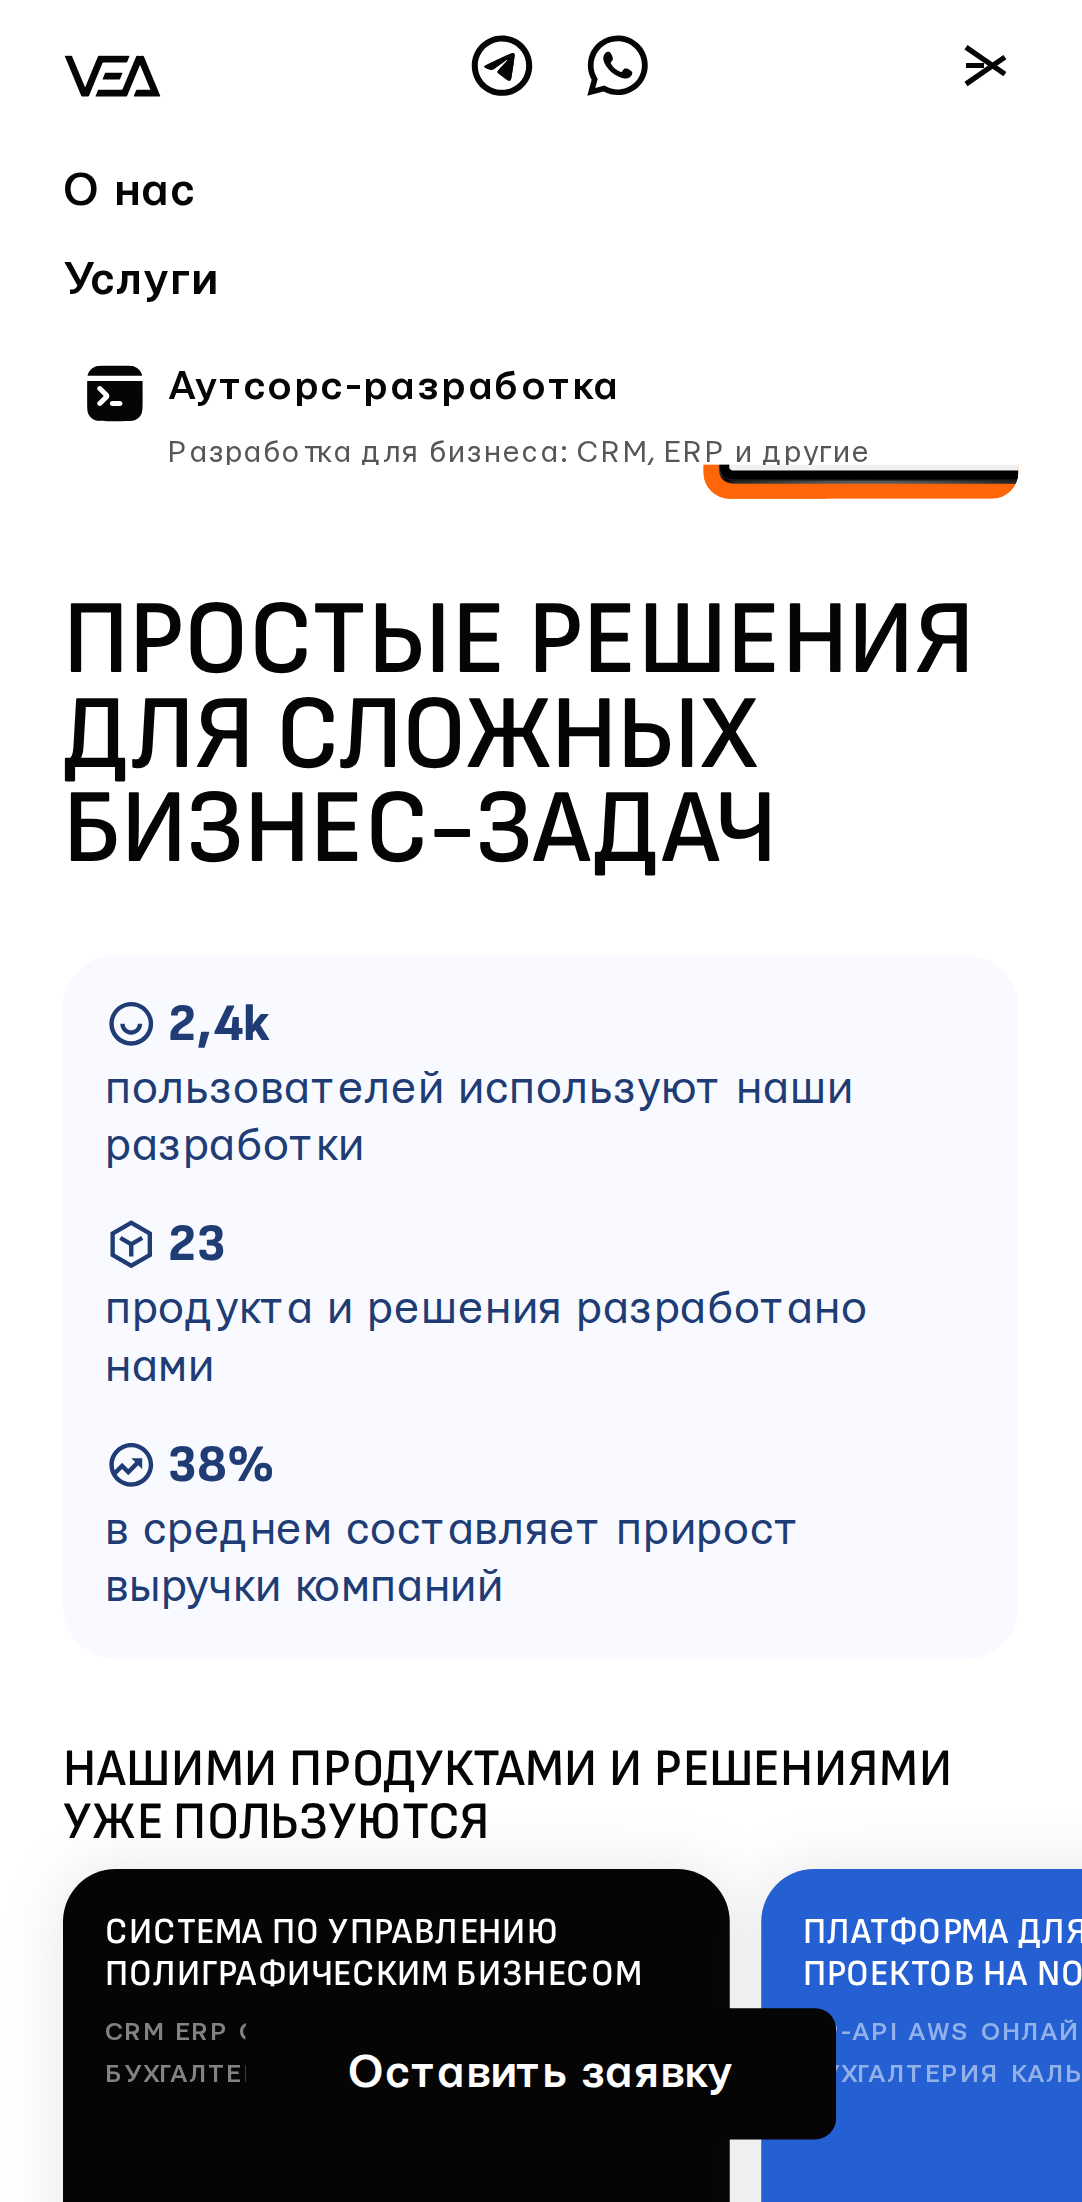 VEA
О нас
Услуги
Аутсорс-разработка
Разработка для бизнеса: CRM, ERP и другие
ПРОСТЫЕ РЕШЕНИЯ
ДЛЯ СЛОЖНЫХ
БИЗНЕС-ЗАДАЧ
2,4k
пользователей используют наши
разработки
23
продукта и решения разработано
нами
38%
в среднем составляет прирост
выручки компаний
НАШИМИ ПРОДУКТАМИ И РЕШЕНИЯМИ
УЖЕ ПОЛЬЗУЮТСЯ
СИСТЕМА ПО УПРАВЛЕНИЮ
ПОЛИГРАФИЧЕСКИМ БИЗНЕСОМ
CRM ERP
ПЛАТФОРМА ДЛЯ
ПРОЕКТОВ НА
-API AWS
Оставить заявку